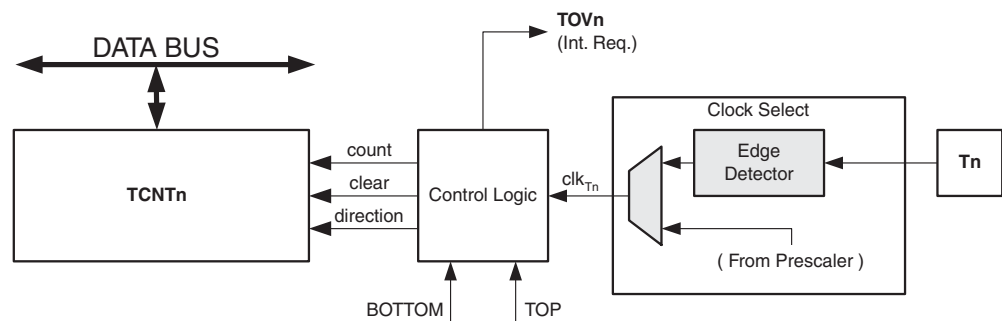 TOVn
(Int. Req.)
DATA BUS
Clock Select
count
clear
direction
TCNTn
Control Logic
clkTn
Edge
Detector
Tn
( From Prescaler )
BOTTOM
TOP